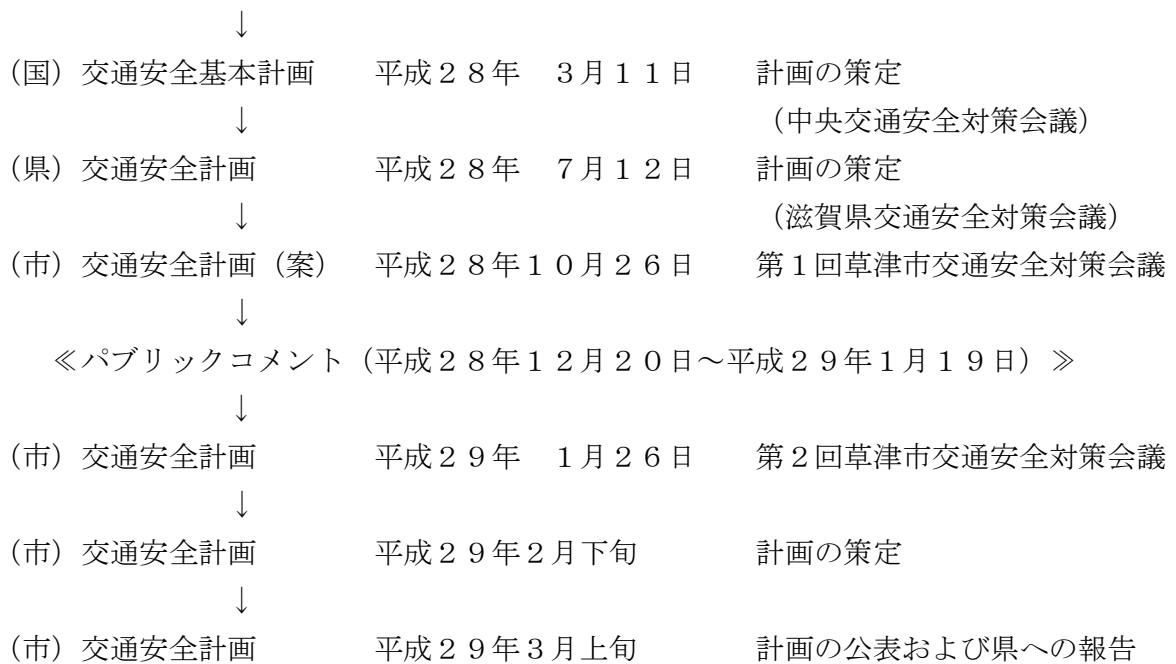 ↓
（国）交通安全基本計画　　平成２８年　３月１１日　　計画の策定
↓　（中央交通安全対策会議）
（県）交通安全計画　　平成２８年　７月１２日　　計画の策定
↓　（滋賀県交通安全対策会議）
（市）交通安全計画（案）　平成２８年１０月２６日　　第１回草津市交通安全対策会議
↓
≪パブリックコメント（平成２８年１２月２０日～平成２９年１月１９日）≫
↓
（市）交通安全計画　　平成２９年　１月２６日　　第２回草津市交通安全対策会議
↓
（市）交通安全計画　　平成２９年２月下旬　　計画の策定
↓
（市）交通安全計画　　平成２９年３月上旬　　計画の公表および県への報告